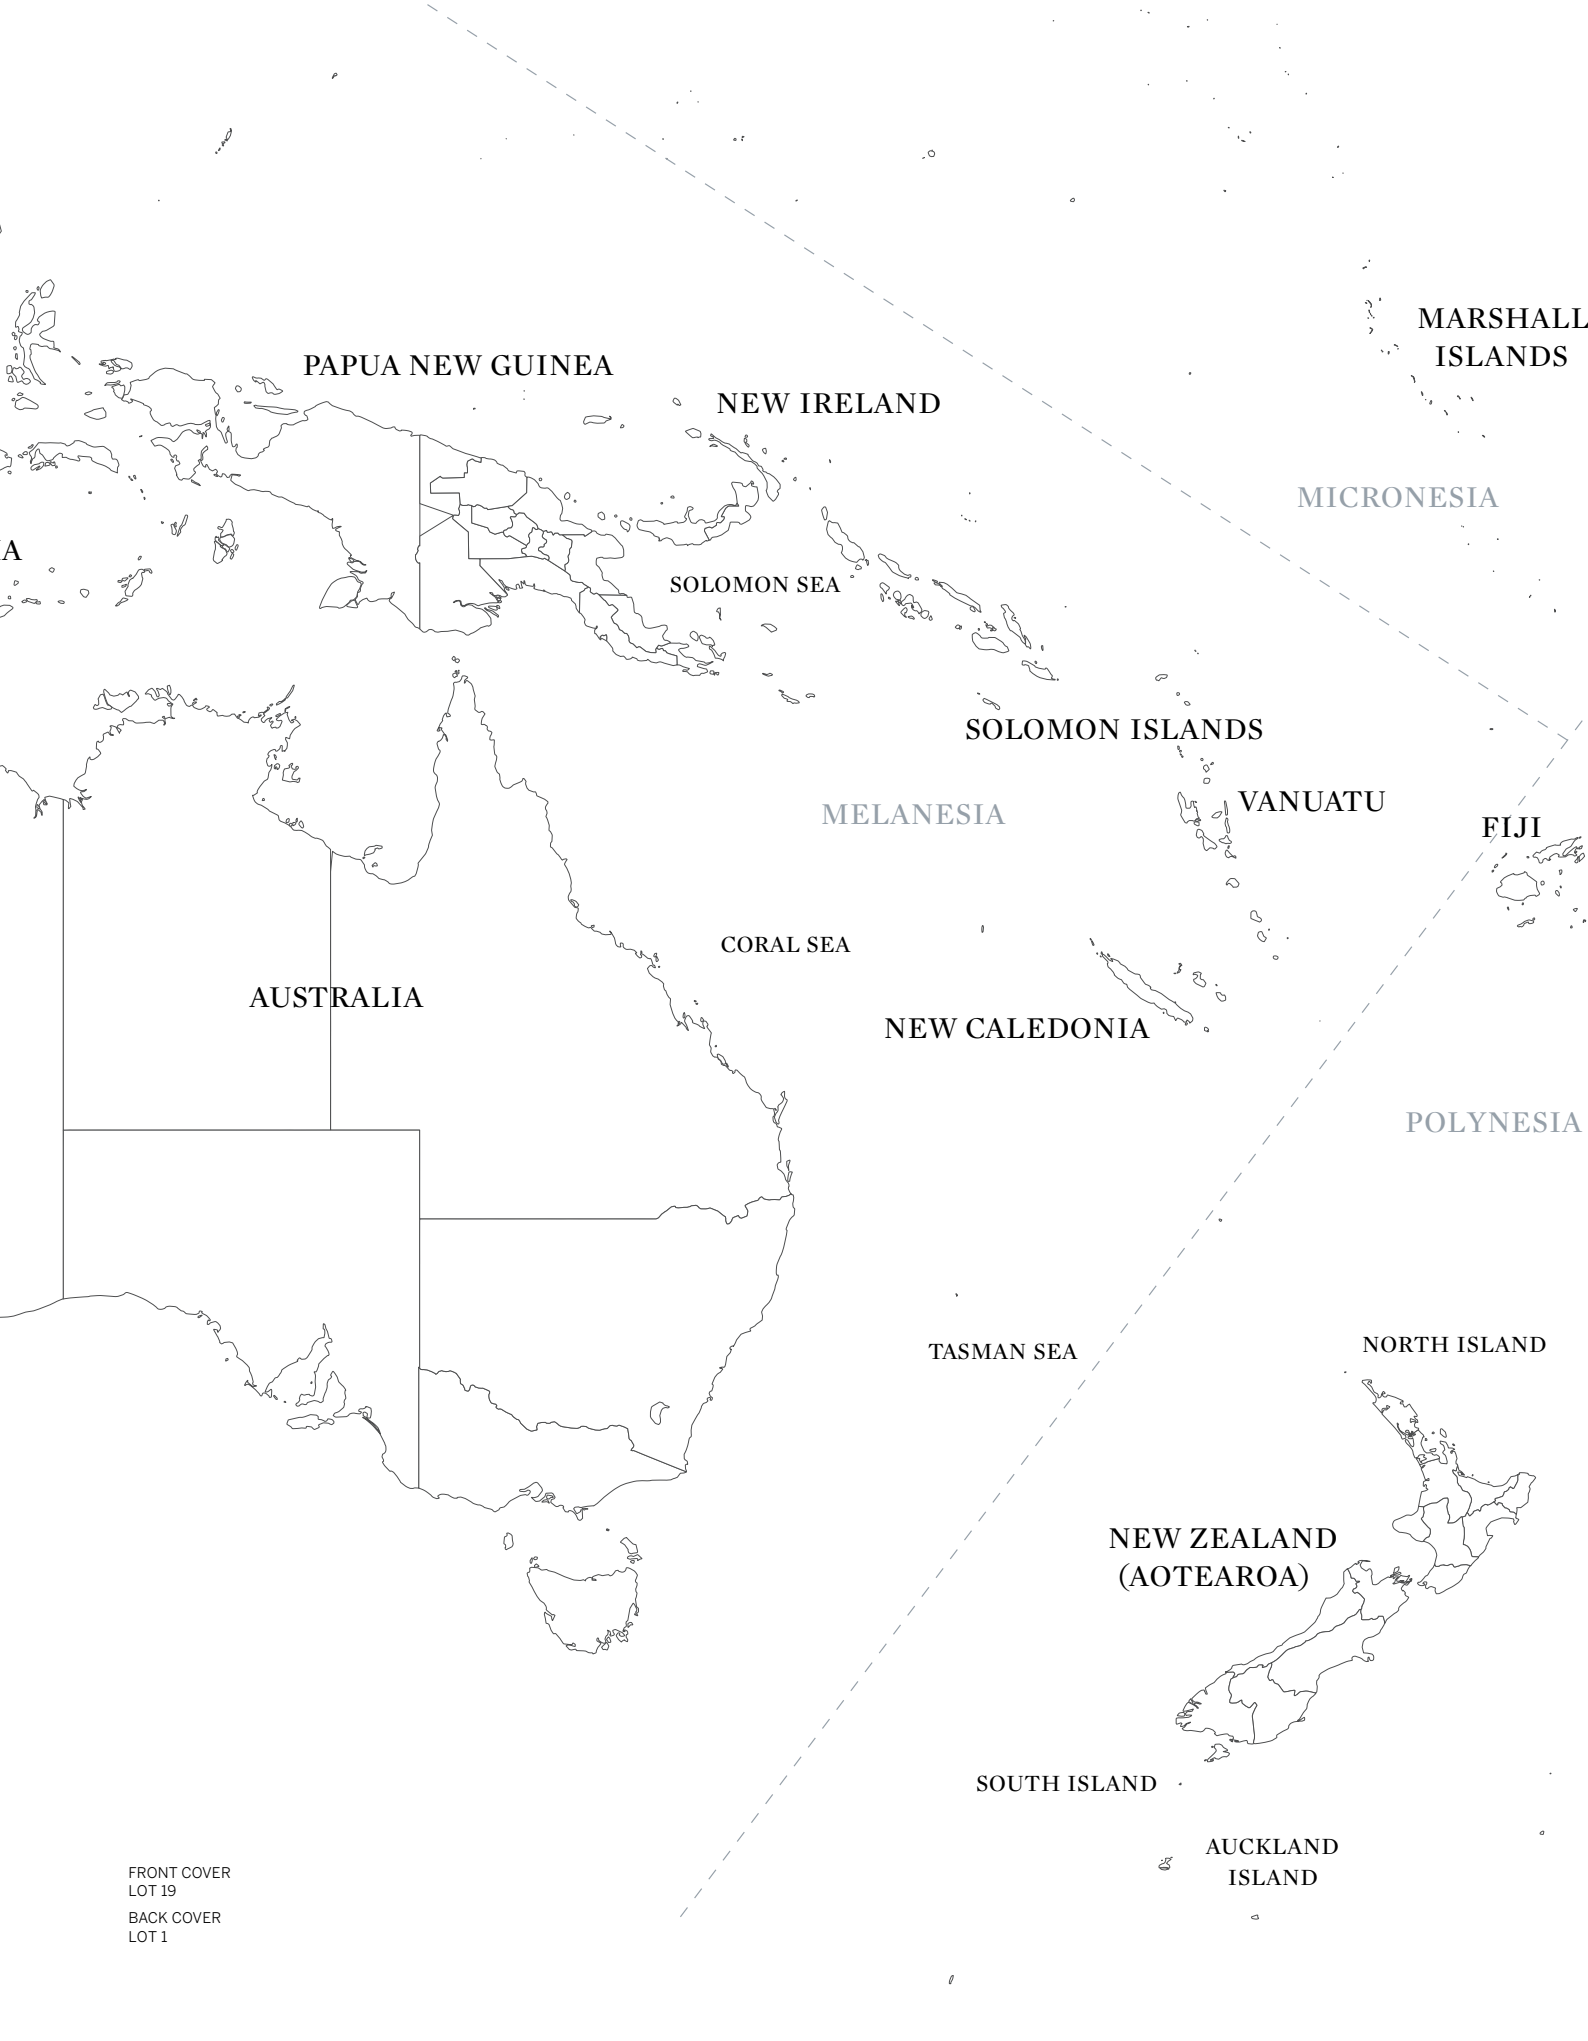 MARSHALL
ISLANDS
PAPUA NEW GUINEA
NEW IRELAND
MICRONESIA
IA
SOLOMON SEA
SOLOMON ISLANDS
VANUATU
MELANESIA
FIJI
CORAL SEA
AUSTRALIA
NEW CALEDONIA
POLYNESIA
NORTH ISLAND
TASMAN SEA
NEW ZEALAND
(AOTEAROA)
SOUTH ISLAND
AUCKLAND
ISLAND
FRONT COVER
LOT 19
BACK COVER
LOT 1